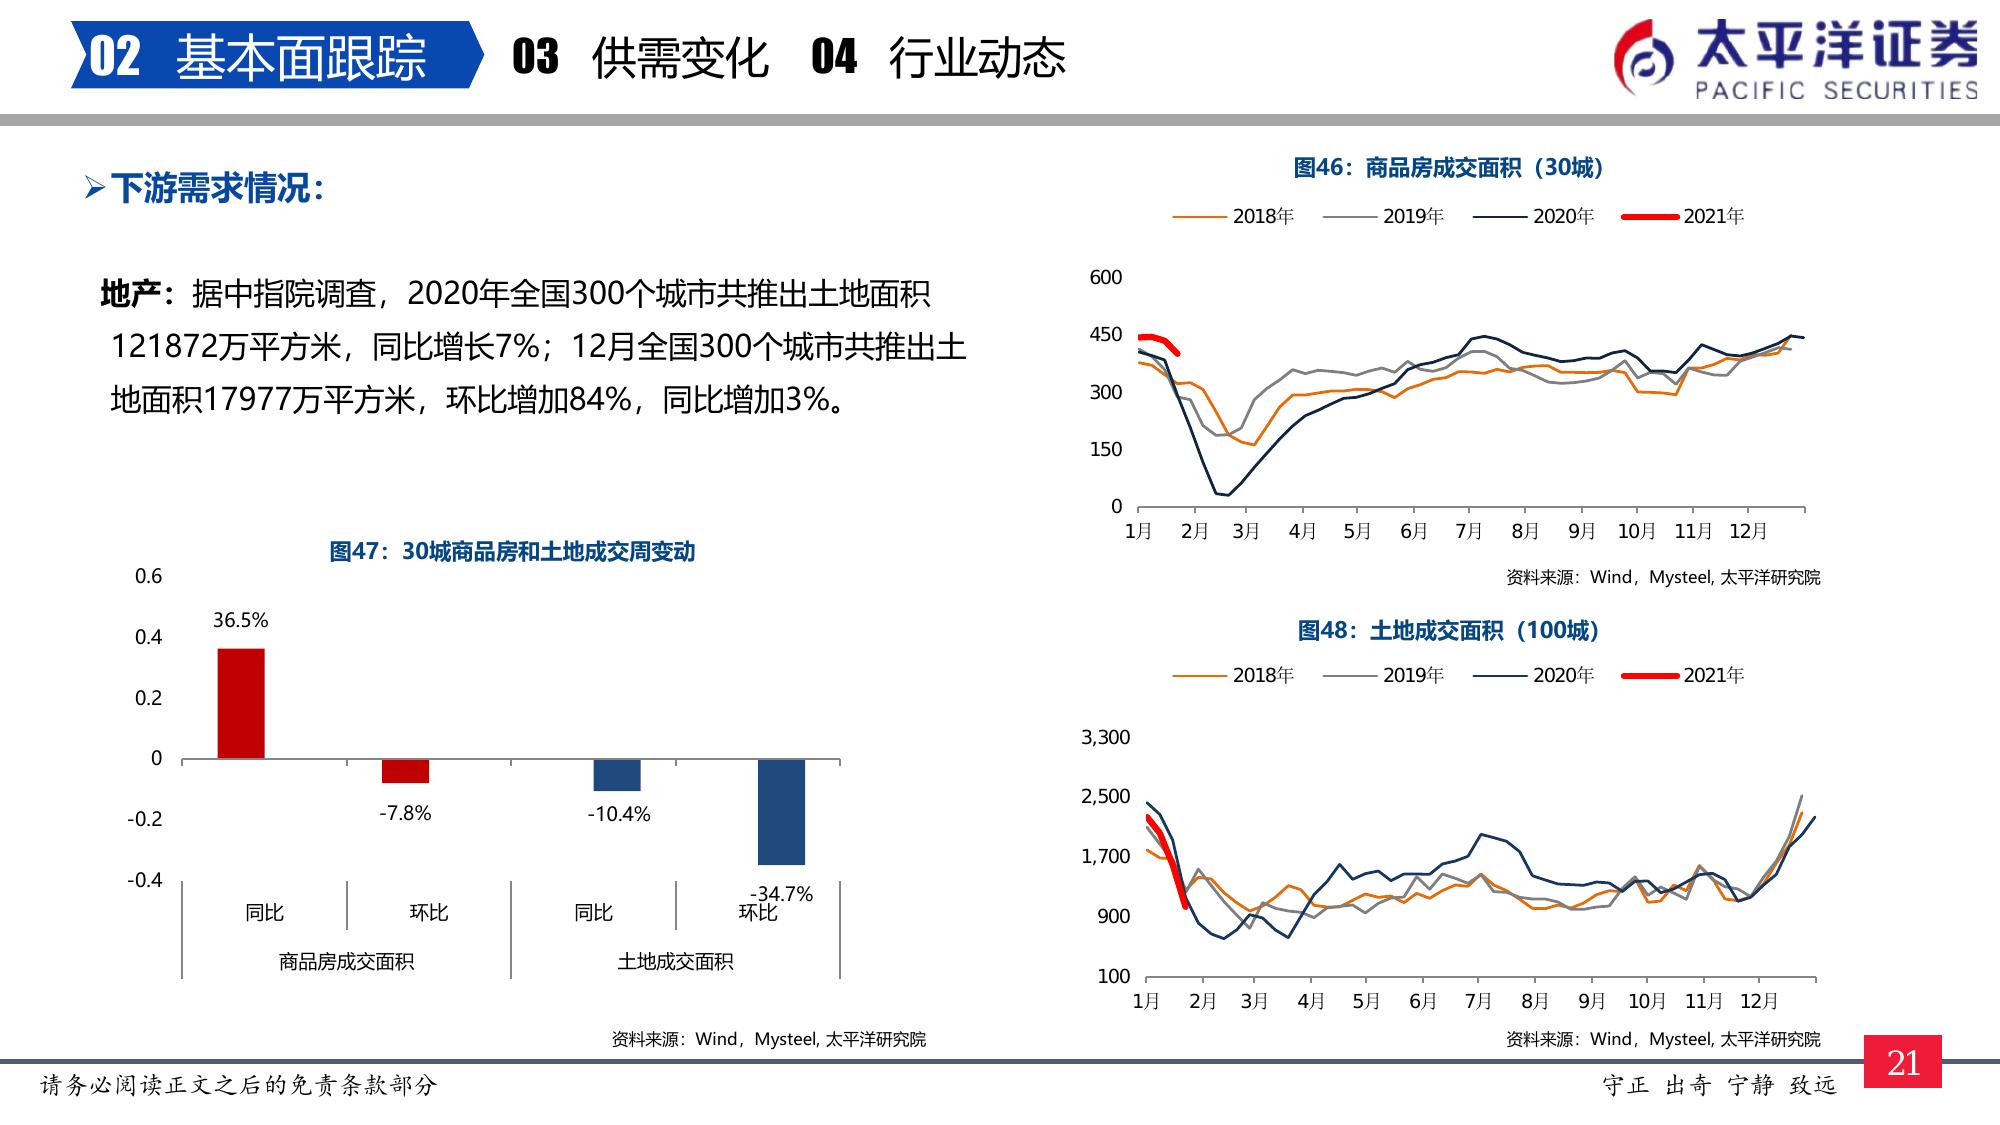 02 基本面跟踪 03 供需变化 04 行业动态
太平洋证券
PACIFIC SECURITIES
下游需求情况：
地产：据中指院调查，2020年全国300个城市共推出土地面积
121872万平方米，同比增长7%；12月全国300个城市共推出土
地面积17977万平方米，环比增加84%，同比增加3%。
图47：30城商品房和土地成交周变动
0.6
0.4
0.2
0
-0.2
-0.4
36.5%
-7.8%
-10.4%
-34.7%
同比 环比 同比 环比
商品房成交面积 土地成交面积
资料来源：Wind，Mysteel, 太平洋研究院
图46：商品房成交面积（30城）
2018年 2019年 2020年 2021年
600
450
300
150
0
1月 2月 3月 4月 5月 6月 7月 8月 9月 10月 11月 12月
资料来源：Wind，Mysteel, 太平洋研究院
图48：土地成交面积（100城）
2018年 2019年 2020年 2021年
3,300
2,500
1,700
900
100
1月 2月 3月 4月 5月 6月 7月 8月 9月 10月 11月 12月
资料来源：Wind，Mysteel, 太平洋研究院
请务必阅读正文之后的免责条款部分
守正 出奇 宁静 致远
21